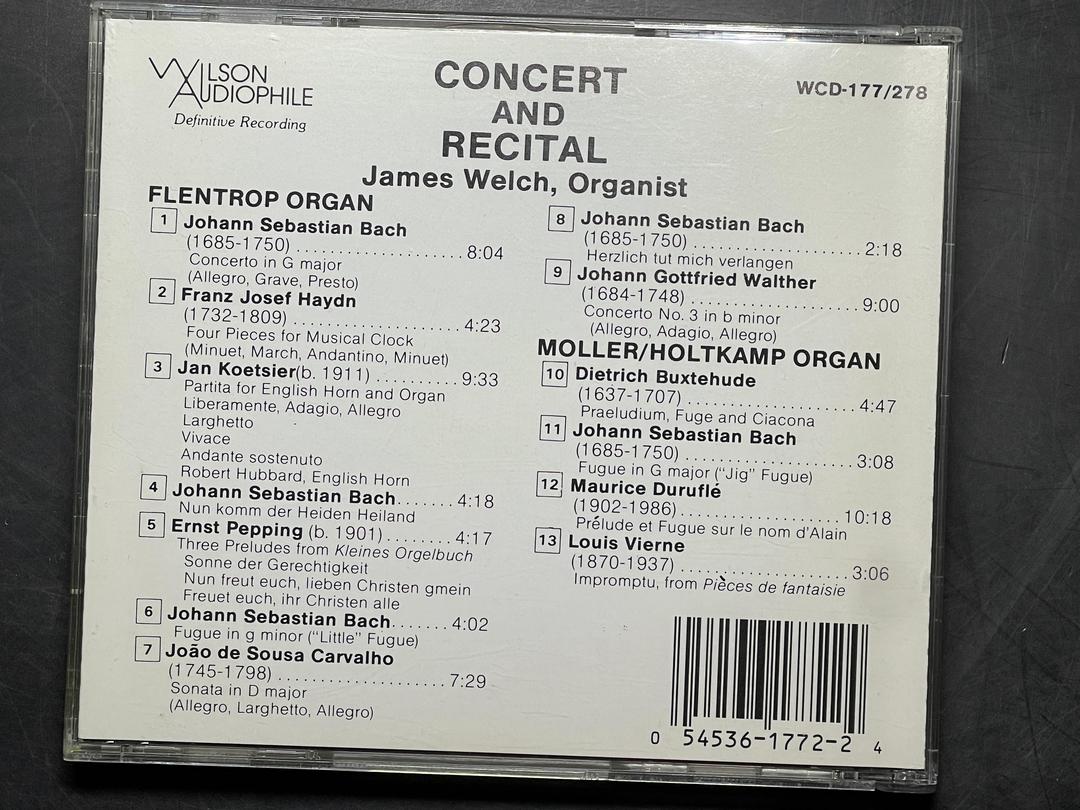 WILSON
AUDIOPHILE
Definitive Recording
CONCERT
AND
RECITAL
James Welch, Organist
WCD-177/278
FLENTROP ORGAN
1 Johann Sebastian Bach
(1685-1750) . . . . . . . . . . . . . . . . . . . . 8:04
Concerto in G major
(Allegro, Grave, Presto)
2 Franz Josef Haydn
(1732-1809) . . . . . . . . . . . . . . . . . . . . 4:23
Four Pieces for Musical Clock
(Minuet, March, Andantino, Minuet)
3 Jan Koetsier(b. 1911) . . . . . . . . . . 9:33
Partita for English Horn and Organ
Liberamente, Adagio, Allegro
Larghetto
Vivace
Andante sostenuto
Robert Hubbard, English Horn
4 Johann Sebastian Bach. . . . . . . 4:18
Nun komm der Heiden Heiland
5 Ernst Pepping (b. 1901) . . . . . . . . 4:17
Three Preludes from Kleines Orgelbuch
Sonne der Gerechtigkeit
Nun freut euch, lieben Christen gmein
Freuet euch, ihr Christen alle
6 Johann Sebastian Bach. . . . . . . 4:02
Fugue in g minor ("Little" Fugue)
7 João de Sousa Carvalho
(1745-1798) . . . . . . . . . . . . . . . . . . . . 7:29
Sonata in D major
(Allegro, Larghetto, Allegro)
8 Johann Sebastian Bach
(1685-1750) . . . . . . . . . . . . . . . . . . . . 2:18
Herzlich tut mich verlangen
9 Johann Gottfried Walther
(1684-1748) . . . . . . . . . . . . . . . . . . . . 9:00
Concerto No. 3 in b minor
(Allegro, Adagio, Allegro)
MOLLER/HOLTKAMP ORGAN
10 Dietrich Buxtehude
(1637-1707) . . . . . . . . . . . . . . . . . . . . 4:47
Praeludium, Fuge and Ciacona
11 Johann Sebastian Bach
(1685-1750) . . . . . . . . . . . . . . . . . . . . 3:08
Fugue in G major ("Jig" Fugue)
12 Maurice Duruflé
(1902-1986) . . . . . . . . . . . . . . . . . . . 10:18
Prélude et Fugue sur le nom d'Alain
13 Louis Vierne
(1870-1937) . . . . . . . . . . . . . . . . . . . . 3:06
Impromptu, from Pièces de fantaisie
0 54536-1772-2 4